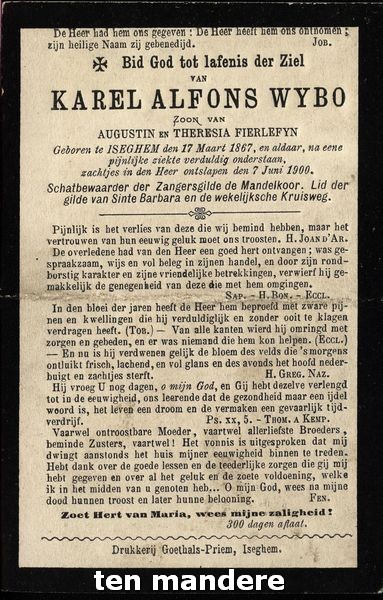 De Heer had hem ons gegeven : De Heer heeft hem ons ontnomen ;
zijn heilige Naam zij gebenedijd. JOB.
✠ Bid God tot lafenis der Ziel
VAN
KAREL ALFONS WYBO
ZOON VAN
AUGUSTIN EN THERESIA FIERLEFYN
Geboren te ISEGHEM den 17 Maart 1867, en aldaar, na eene
pijnlijke ziekte verduldig onderstaan,
zachtjes in den Heer ontslapen den 7 Juni 1900.
Schatbewaarder der Zangersgilde de Mandelkoor. Lid der
gilde van Sinte Barbara en de wekelijksche Kruisweg.
Pijnlijk is het verlies van deze die wij bemind hebben, maar het
vertrouwen van hun eeuwig geluk moet ons troosten. H. JOAN D'AR.
De overledene had van den Heer een goed hert ontvangen ; was ge-
spraakzaam, wijs en vol beleg in zijnen handel, en door zijn rond-
borstig karakter en zijne vriendelijke betrekkingen, verwierf hij ge-
makkelijk de genegenheid van deze die met hem omgingen.
SAP. - H. BON. - ECCL.
In den bloei der jaren heeft de Heer hem beproefd met zware pij-
nen en kwellingen die hij verduldiglijk en zonder ooit te klagen
verdragen heeft. (TOB.) — Van alle kanten wierd hij omringd met
zorgen en gebeden, en er was niemand die hem kon helpen. (ECCL.)
— En nu is hij verdwenen gelijk de bloem des velds die 's morgens
ontluikt frisch, lachend, en vol glans en des avonds het hoofd nederbuigt
en zachtjes sterft. H. GREG. NAZ.
Hij vroeg U nog dagen, o mijn God, en Gij hebt dezelve verlengd
tot in de eeuwigheid, ons leerende dat de gezondheid maar een ijdel
woord is, het leven een droom en de vermaken een gevaarlijk tijd-
verdrijf. Ps. XX, 5. - THOM. A KEMP.
Vaarwel ontroostbare Moeder, vaarwel allerliefste Broeders,
beminde Zusters, vaarwel ! Het vonnis is uitgesproken dat mij
dwingt aanstonds het huis mijner eeuwigheid binnen te treden.
Hebt dank over de goede lessen en de teederlijke zorgen die gij mij
hebt gegeven en over al het geluk en de zoete voldoening, welke
ik in het midden van u genoten heb... O mijn God, wees na mijne
dood hunnen troost en later hunne belooning. FEN.
Zoet Hert van Maria, wees mijne zaligheid !
300 dagen aflaat.
Drukkerij Goethals-Priem, Iseghem.
ten mandere